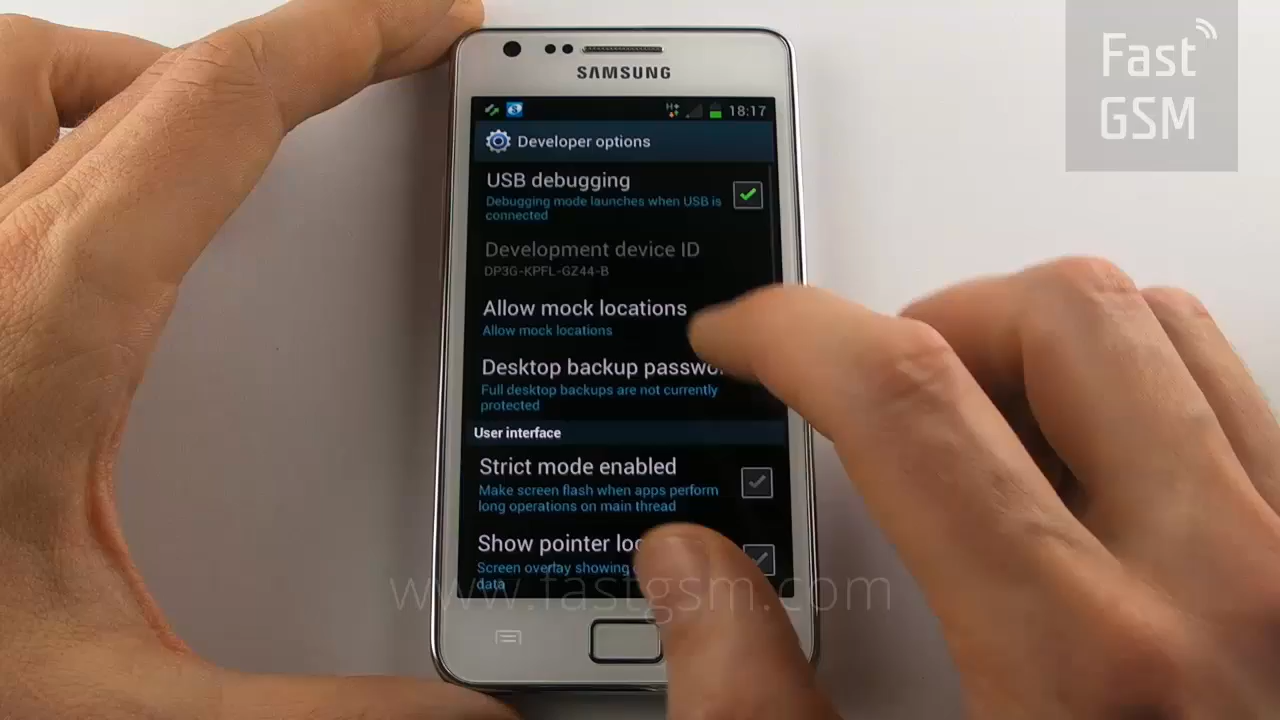 Fast
GSM
SAMSUNG
H+
18:17
Developer options
USB debugging
Debugging mode launches when USB is
connected
Development device ID
DP3G-KPFL-GZ44-B
Allow mock locations
Allow mock locations
Desktop backup
Full desktop backups are not currently
protected
User interface
Strict mode enabled
Make screen flash when apps perform
long operations on main thread
Show pointer
Screen overlay showing
data
www.fastgsm.com